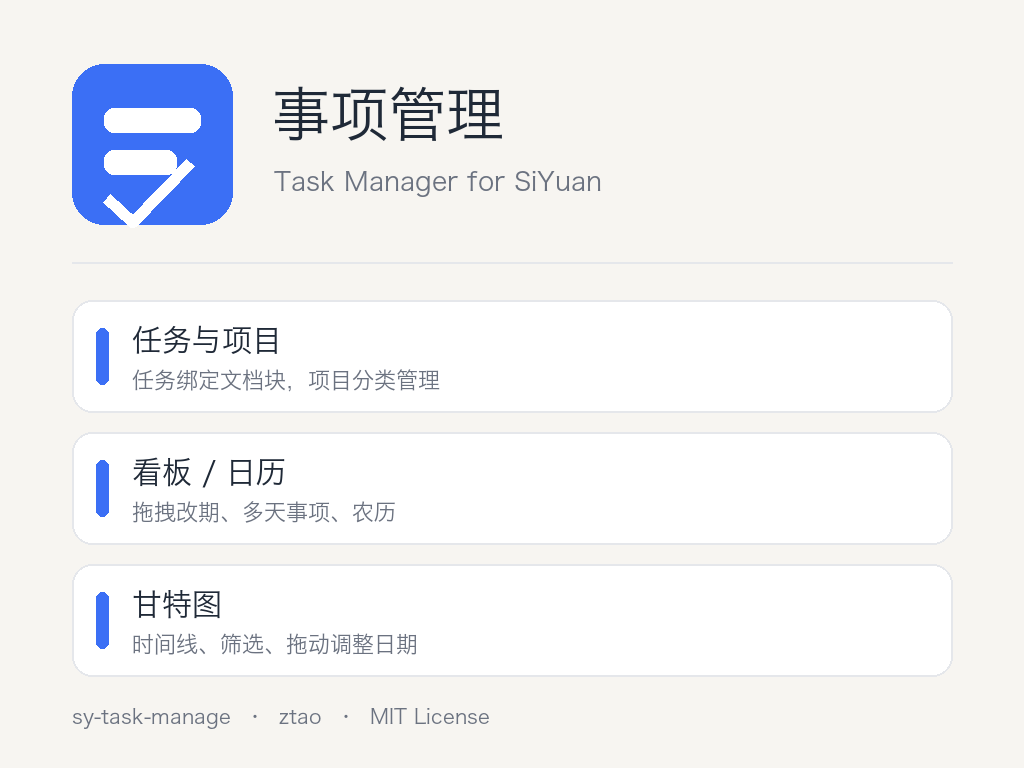 事项管理
Task Manager for SiYuan
任务与项目
任务绑定文档块，项目分类管理
看板 / 日历
拖拽改期、多天事项、农历
甘特图
时间线、筛选、拖动调整日期
sy-task-manage · ztao · MIT License